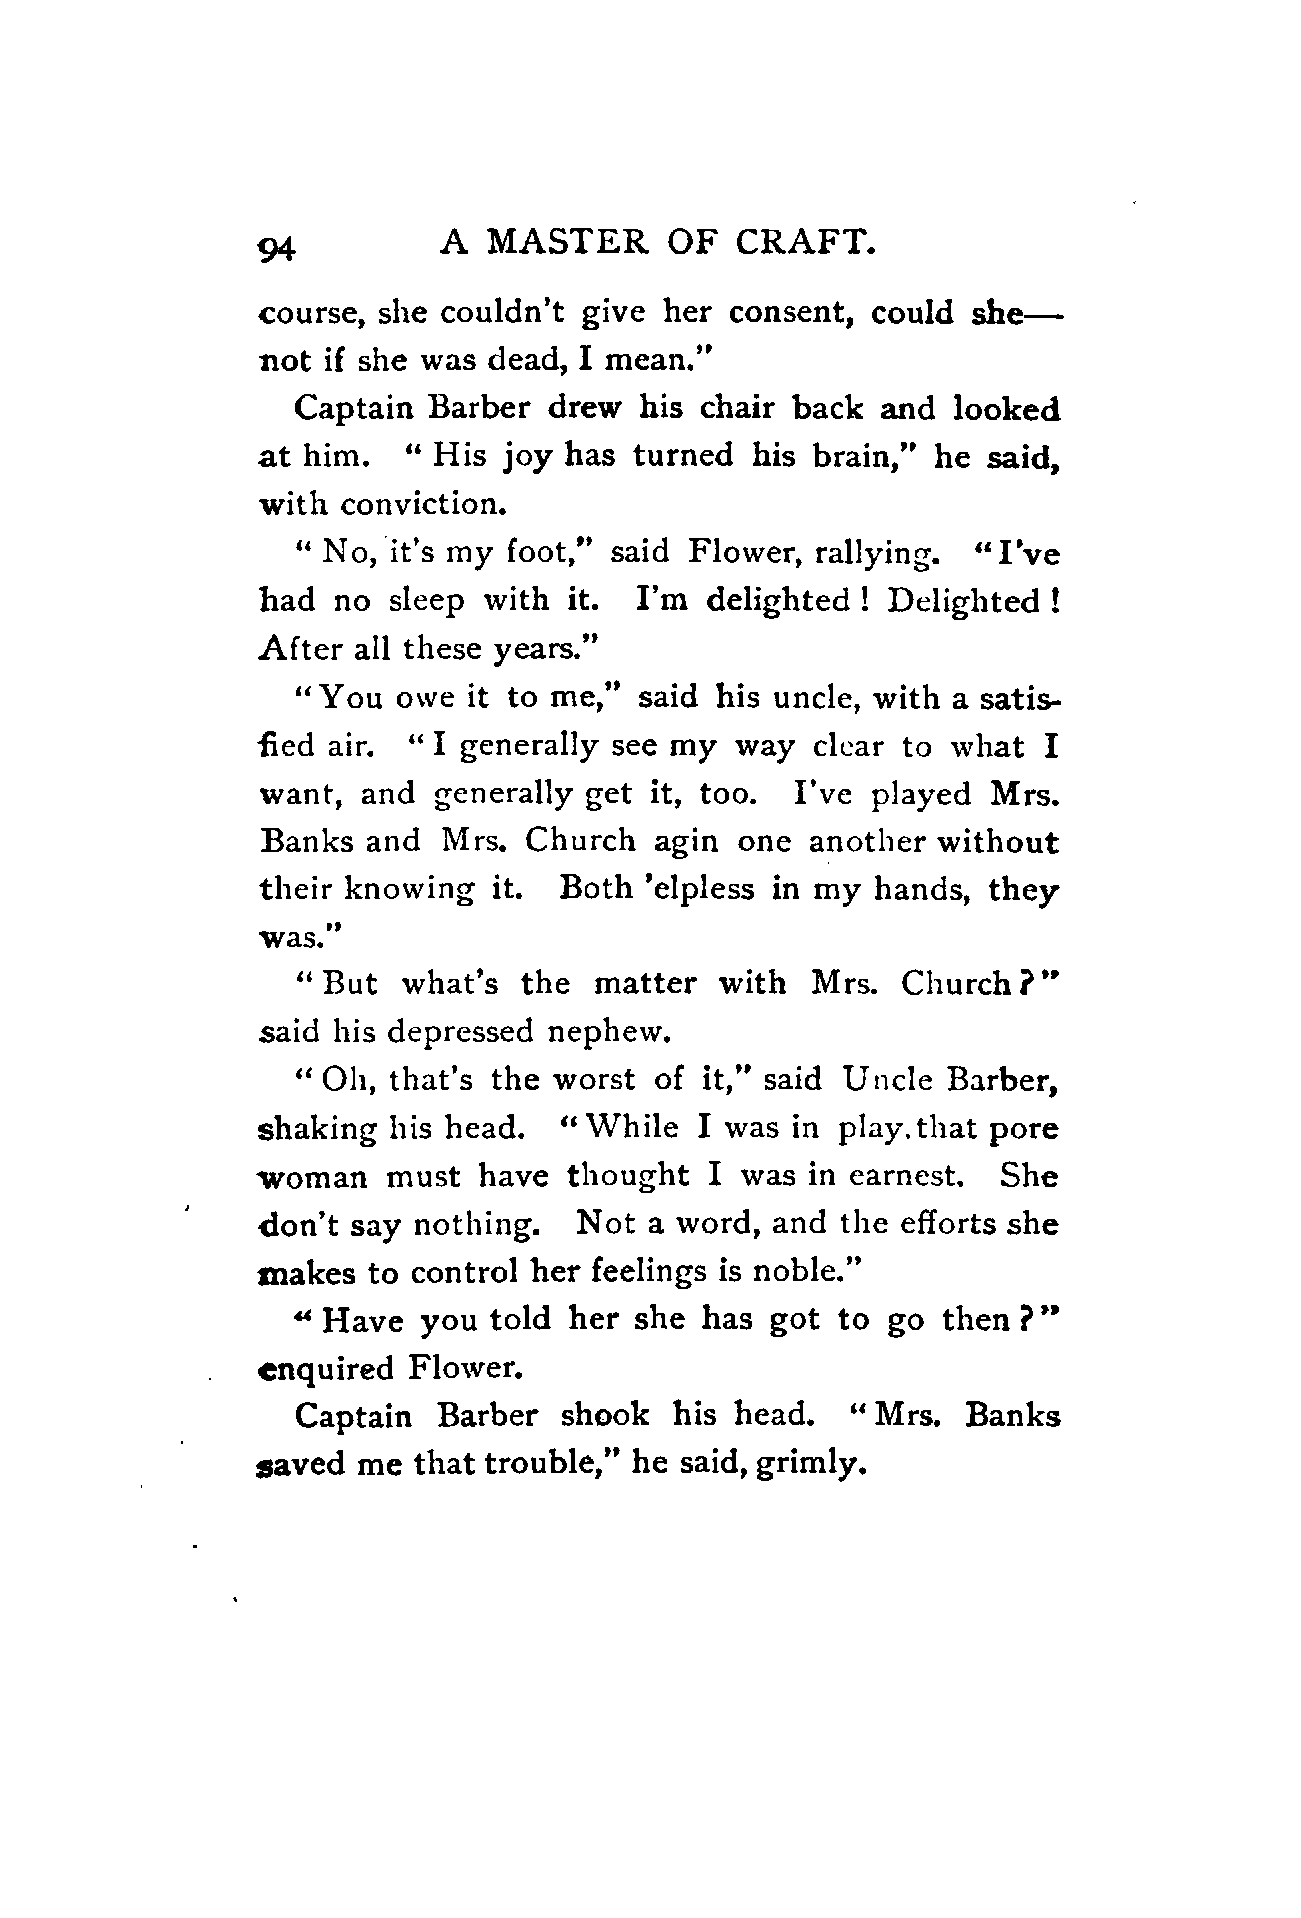 94 A MASTER OF CRAFT.
course, she couldn't give her consent, could she—
not if she was dead, I mean."
Captain Barber drew his chair back and looked
at him. "His joy has turned his brain," he said,
with conviction.
"No, it's my foot," said Flower, rallying. "I've
had no sleep with it. I'm delighted! Delighted!
After all these years."
"You owe it to me," said his uncle, with a satis-
fied air. "I generally see my way clear to what I
want, and generally get it, too. I've played Mrs.
Banks and Mrs. Church agin one another without
their knowing it. Both 'elpless in my hands, they
was."
"But what's the matter with Mrs. Church?"
said his depressed nephew.
"Oh, that's the worst of it," said Uncle Barber,
shaking his head. "While I was in play. that pore
woman must have thought I was in earnest. She
don't say nothing. Not a word, and the efforts she
makes to control her feelings is noble."
"Have you told her she has got to go then?"
enquired Flower.
Captain Barber shook his head. "Mrs. Banks
saved me that trouble," he said, grimly.